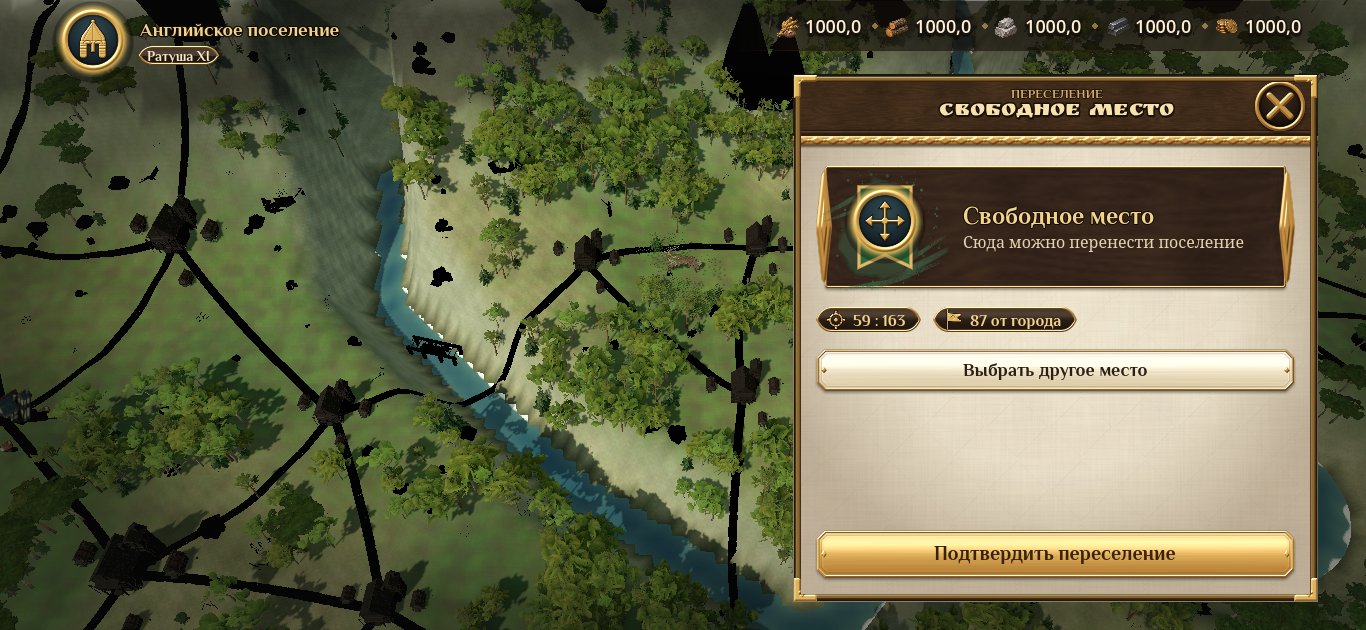 Английское поселение
Ратуша XI
1000,0 1000,0 1000,0 1000,0 1000,0
ПЕРЕСЕЛЕНИЕ
СВОБОДНОЕ МЕСТО
Свободное место
Сюда можно перенести поселение
59 : 163 87 от города
Выбрать другое место
Подтвердить переселение